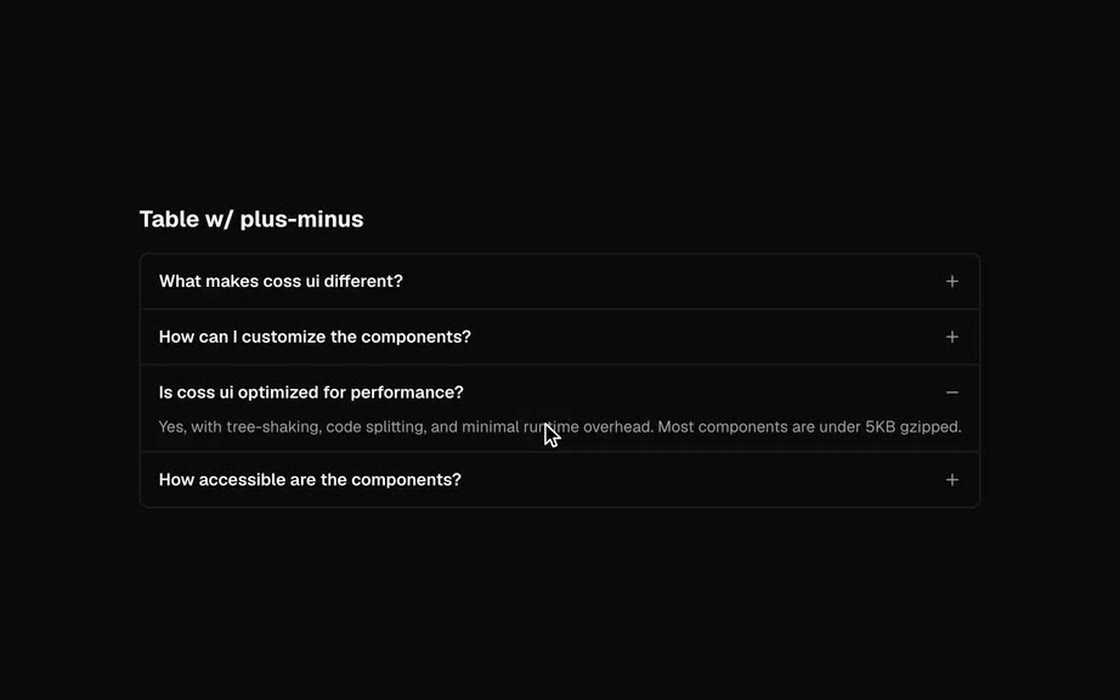 Table w/ plus-minus
What makes coss ui different?
How can I customize the components?
Is coss ui optimized for performance?
Yes, with tree-shaking, code splitting, and minimal runtime overhead. Most components are under 5KB gzipped.
How accessible are the components?